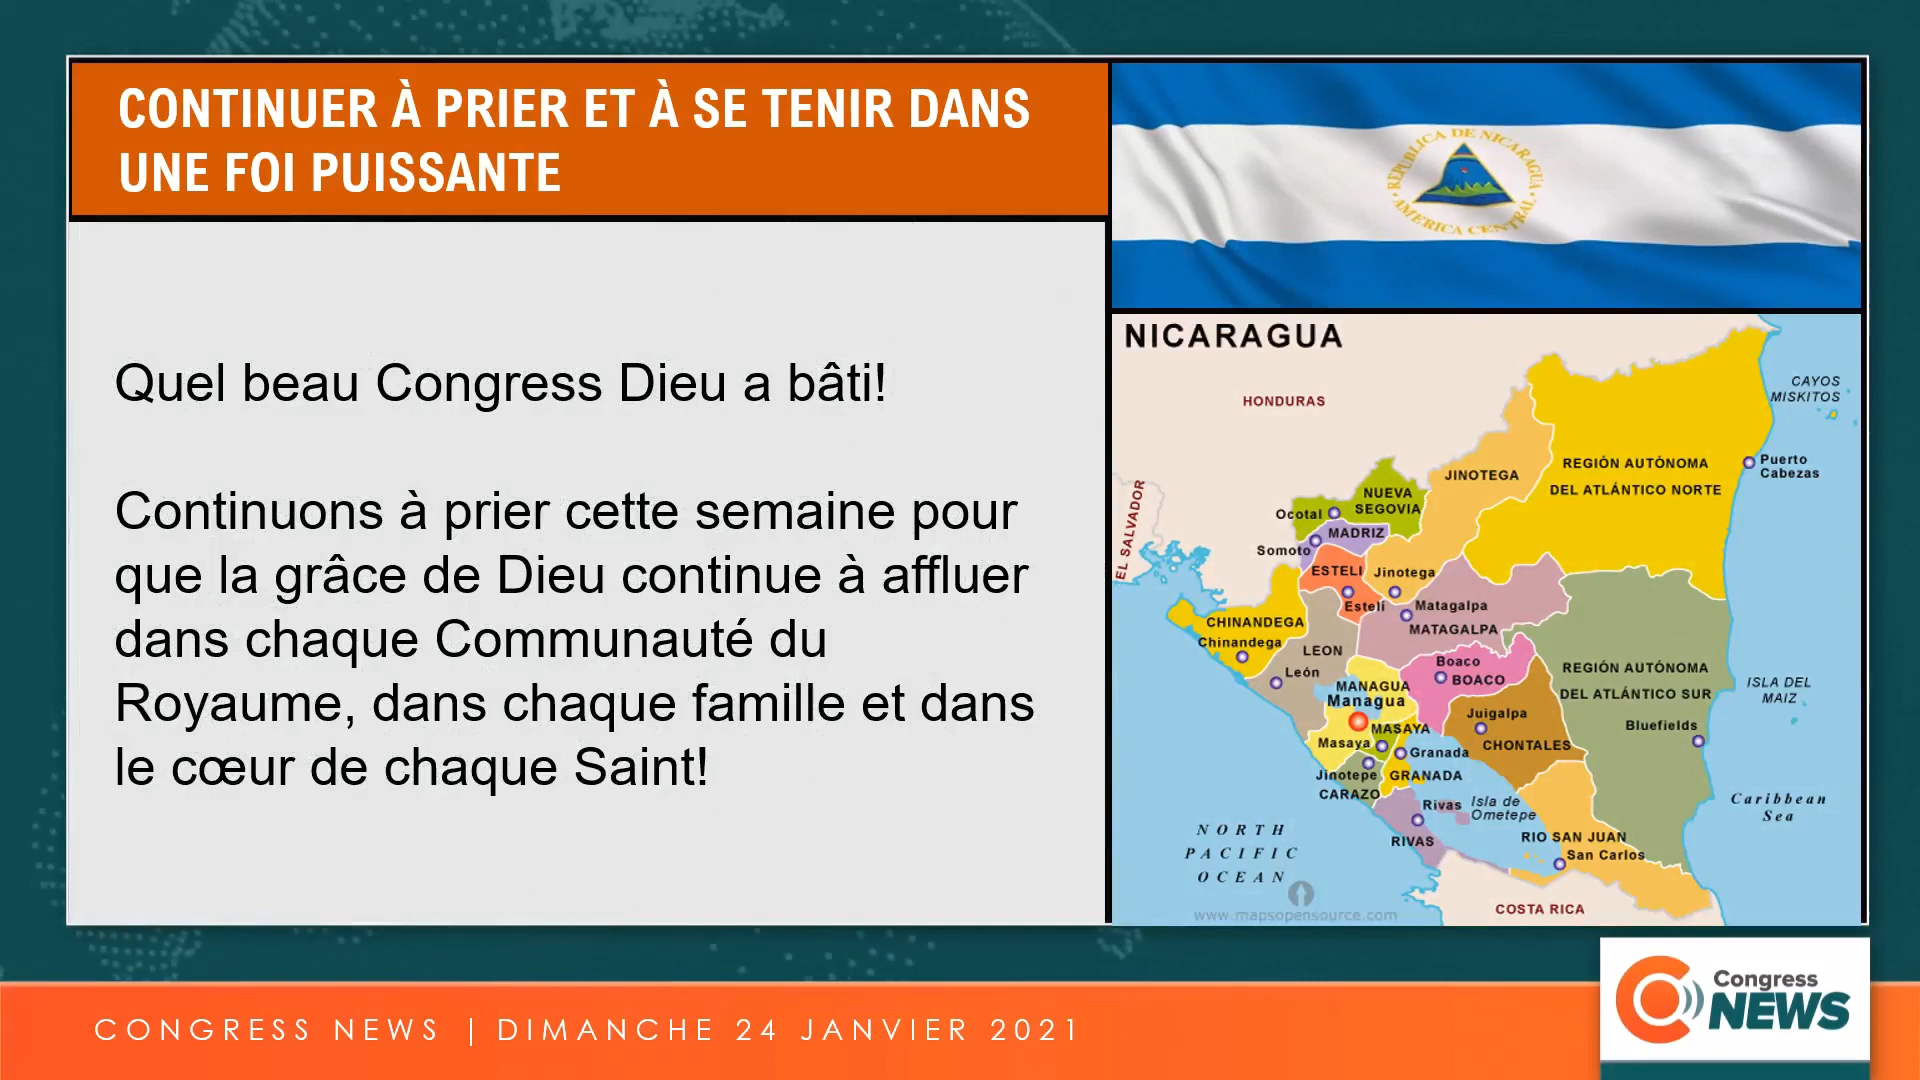 CONTINUER À PRIER ET À SE TENIR DANS
UNE FOI PUISSANTE
Quel beau Congress Dieu a bâti!
Continuons à prier cette semaine pour
que la grâce de Dieu continue à affluer
dans chaque Communauté du
Royaume, dans chaque famille et dans
le cœur de chaque Saint!
REPUBLICA DE NICARAGUA
AMERICA CENTRAL
NICARAGUA
HONDURAS
EL SALVADOR
CAYOS
MISKITOS
Puerto
Cabezas
REGIÓN AUTÓNOMA
DEL ATLÁNTICO NORTE
JINOTEGA
NUEVA
SEGOVIA
Ocotal
MADRIZ
Somoto
ESTELI
Jinotega
Estelí
Matagalpa
MATAGALPA
CHINANDEGA
Chinandega
LEON
León
Boaco
BOACO
MANAGUA
Managua
REGIÓN AUTÓNOMA
DEL ATLÁNTICO SUR
ISLA DEL
MAIZ
Bluefields
Juigalpa
CHONTALES
MASAYA
Masaya
Granada
GRANADA
Jinotepe
CARAZO
Rivas
RIVAS
Isla de
Ometepe
RIO SAN JUAN
San Carlos
Caribbean
Sea
NORTH
PACIFIC
OCEAN
COSTA RICA
www.mapsopensource.com
CONGRESS NEWS | DIMANCHE 24 JANVIER 2021
Congress
NEWS